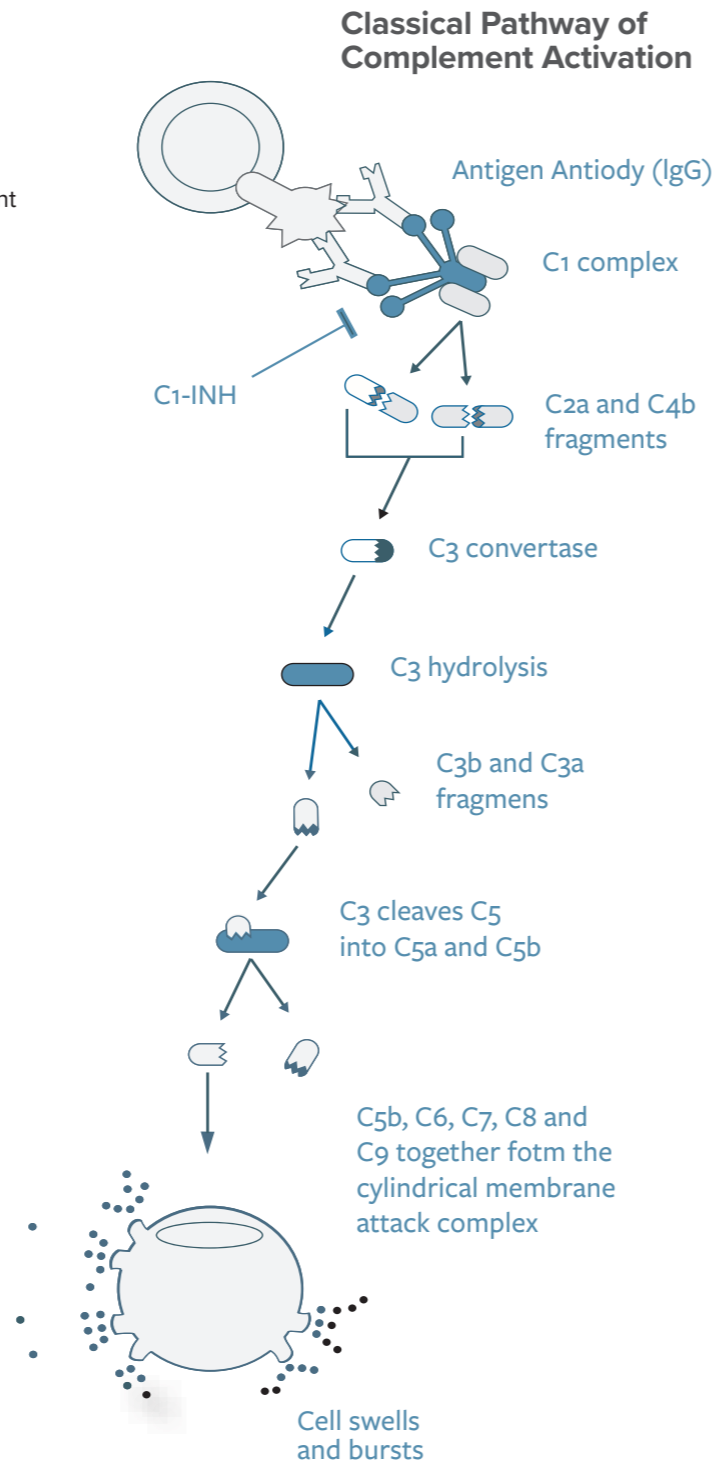 Classical Pathway of
Complement Activation
nt
Antigen Antiody (IgG)
C1 complex
C1-INH
C2a and C4b
fragments
C3 convertase
C3 hydrolysis
C3b and C3a
fragmens
C3 cleaves C5
into C5a and C5b
C5b, C6, C7, C8 and
C9 together fotm the
cylindrical membrane
attack complex
Cell swells
and bursts